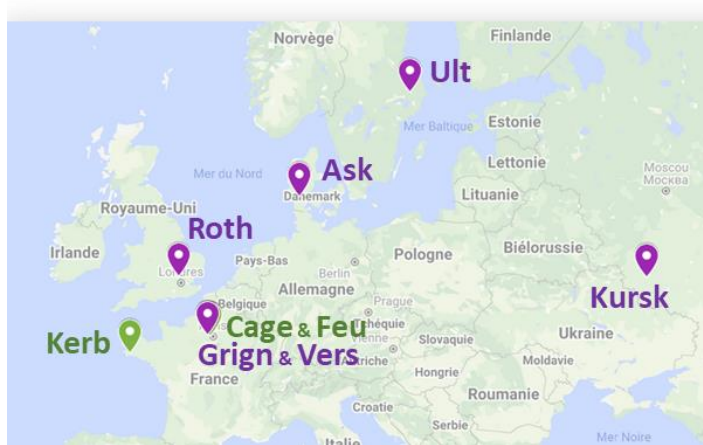 Norvège
Finlande
Ult
Mer Baltique
Estonie
Mer du Nord
Ask
Danemark
Lettonie
Moscou
Москва
Lituanie
Royaume-Uni
Roth
Irlande
Londres
Pays-Bas
Berlin
Pologne
Biélorussie
Allemagne
Kursk
Belgique
Prague
Kerb
Cage & Feu
Tchéquie
Ukraine
Grign & Vers
Vienne
Slovaquie
Autriche
Moldavie
France
Hongrie
Roumanie
Croatie
Serbie
Italie
Mer Noire